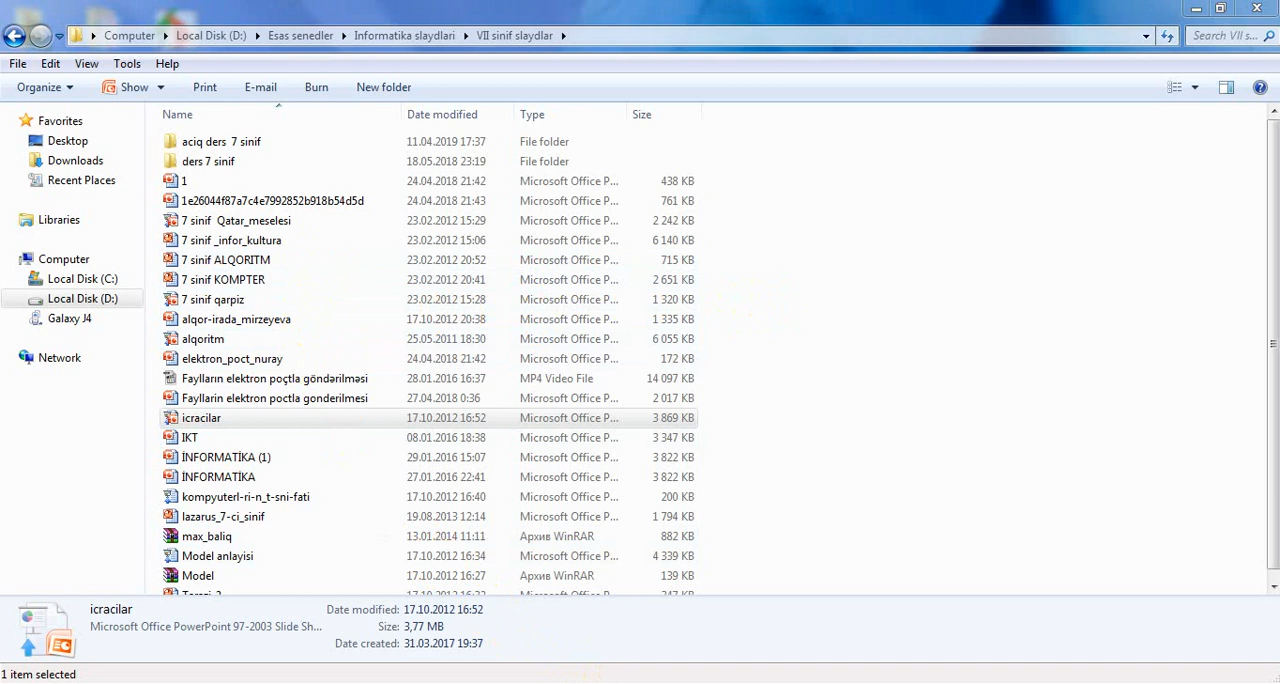 Computer Local Disk (D:) Esas senedler Informatika slaydlari VII sinif slaydlar Search VII s...
File Edit View Tools Help
Organize Show Print E-mail Burn New folder
Name Date modified Type Size
Favorites
Desktop
Downloads
Recent Places
Libraries
Computer
Local Disk (C:)
Local Disk (D:)
Galaxy J4
Network
aciq ders 7 sinif 11.04.2019 17:37 File folder
ders 7 sinif 18.05.2018 23:19 File folder
1 24.04.2018 21:42 Microsoft Office P... 438 KB
1e26044f87a7c4e7992852b918b54d5d 24.04.2018 21:43 Microsoft Office P... 761 KB
7 sinif Qatar_meselesi 23.02.2012 15:29 Microsoft Office P... 2 242 KB
7 sinif _infor_kultura 23.02.2012 15:06 Microsoft Office P... 6 140 KB
7 sinif ALQORITM 23.02.2012 20:52 Microsoft Office P... 715 KB
7 sinif KOMPTER 23.02.2012 20:41 Microsoft Office P... 2 651 KB
7 sinif qarpiz 23.02.2012 15:28 Microsoft Office P... 1 320 KB
alqor-irada_mirzeyeva 17.10.2012 20:38 Microsoft Office P... 1 335 KB
alqoritm 25.05.2011 18:30 Microsoft Office P... 6 055 KB
elektron_poct_nuray 24.04.2018 21:42 Microsoft Office P... 172 KB
Faylların elektron poçtla göndərilməsi 28.01.2016 16:37 MP4 Video File 14 097 KB
Faylların elektron poctla gonderilmesi 27.04.2018 0:36 Microsoft Office P... 2 017 KB
icracilar 17.10.2012 16:52 Microsoft Office P... 3 869 KB
IKT 08.01.2016 18:38 Microsoft Office P... 3 347 KB
İNFORMATİKA (1) 29.01.2016 15:07 Microsoft Office P... 3 822 KB
İNFORMATİKA 27.01.2016 22:41 Microsoft Office P... 3 822 KB
kompyuterl-ri-n_t-sni-fati 17.10.2012 16:40 Microsoft Office P... 200 KB
lazarus_7-ci_sinif 19.08.2013 12:14 Microsoft Office P... 1 794 KB
max_baliq 13.01.2014 11:11 Архив WinRAR 882 KB
Model anlayisi 17.10.2012 16:34 Microsoft Office P... 4 339 KB
Model 17.10.2012 16:27 Архив WinRAR 139 KB
icracilar
Microsoft Office PowerPoint 97-2003 Slide Sh...
Date modified: 17.10.2012 16:52
Size: 3,77 MB
Date created: 31.03.2017 19:37
1 item selected